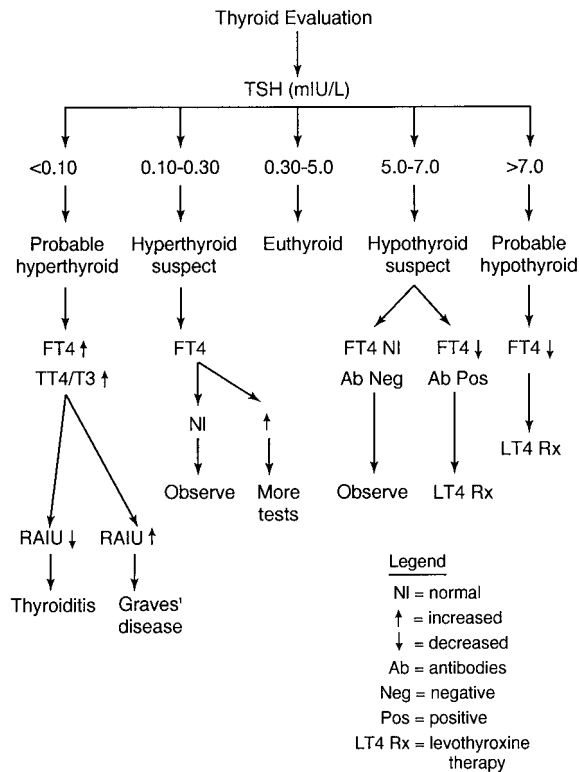 Thyroid Evaluation
TSH (mIU/L)
<0.10 0.10-0.30 0.30-5.0 5.0-7.0 >7.0
Probable hyperthyroid
Hyperthyroid suspect
Euthyroid
Hypothyroid suspect
Probable hypothyroid
FT4 ↑
TT4/T3 ↑
FT4
FT4 NI
Ab Neg
FT4 ↓
Ab Pos
FT4 ↓
NI
↑
LT4 Rx
Observe
More
tests
Observe
LT4 Rx
RAIU ↓
RAIU ↑
Thyroiditis
Graves'
disease
Legend
NI = normal
↑ = increased
↓ = decreased
Ab = antibodies
Neg = negative
Pos = positive
LT4 Rx = levothyroxine
therapy